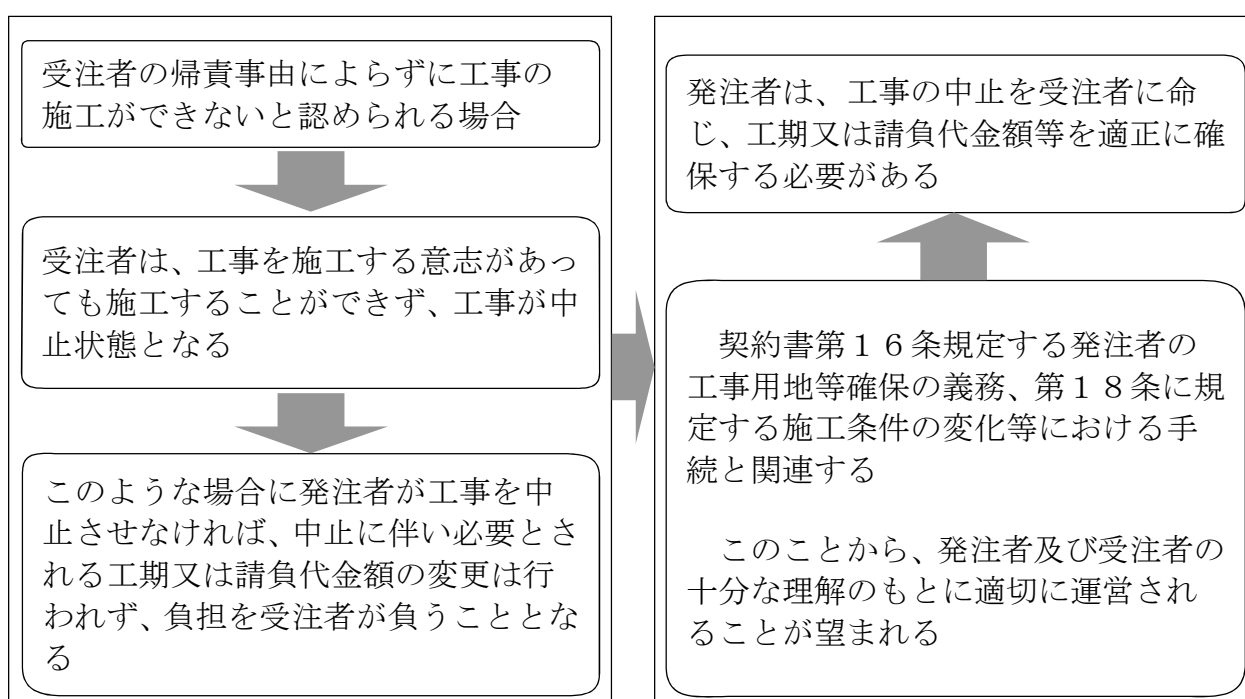 受注者の帰責事由によらずに工事の
施工ができないと認められる場合
受注者は、工事を施工する意志があっ
ても施工することができず、工事が中
止状態となる
このような場合に発注者が工事を中
止させなければ、中止に伴い必要とさ
れる工期又は請負代金額の変更は行
われず、負担を受注者が負うこととな
る
発注者は、工事の中止を受注者に命
じ、工期又は請負代金額等を適正に確
保する必要がある
契約書第１６条規定する発注者の
工事用地等確保の義務、第１８条に規
定する施工条件の変化等における手
続と関連する
このことから、発注者及び受注者の
十分な理解のもとに適切に運営され
ることが望まれる